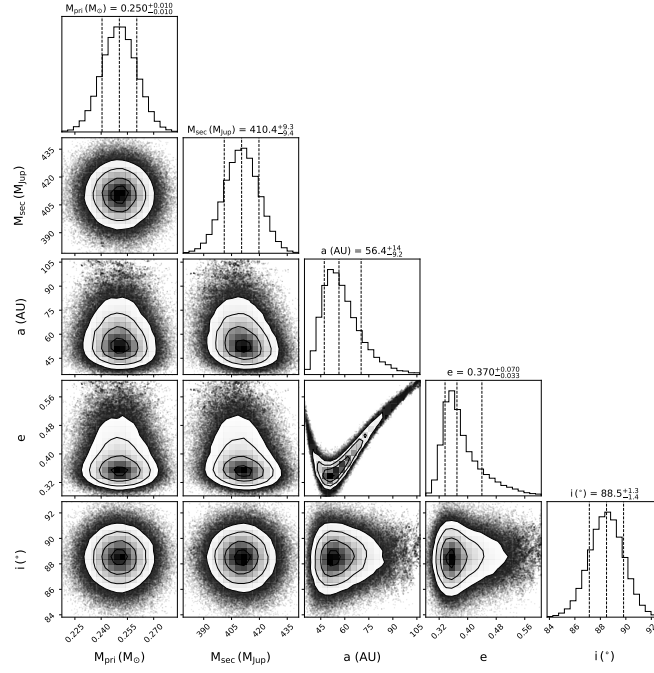 M_pri (M_⊙) = 0.250^{+0.010}_{-0.010}
M_sec (M_Jup) = 410.4^{+9.3}_{-9.4}
M_sec (M_Jup)
435
420
405
390
a (AU) = 56.4^{+14}_{-9.2}
a (AU)
105
90
75
60
45
e = 0.370^{+0.070}_{-0.033}
e
0.56
0.48
0.40
0.32
i (°) = 88.5^{+1.3}_{-1.4}
i (°)
92
90
88
86
84
0.225 0.240 0.255 0.270
390 405 420 435
45 60 75 90 105
0.32 0.40 0.48 0.56
84 86 88 90 92
M_pri (M_⊙) M_sec (M_Jup) a (AU) e i (°)